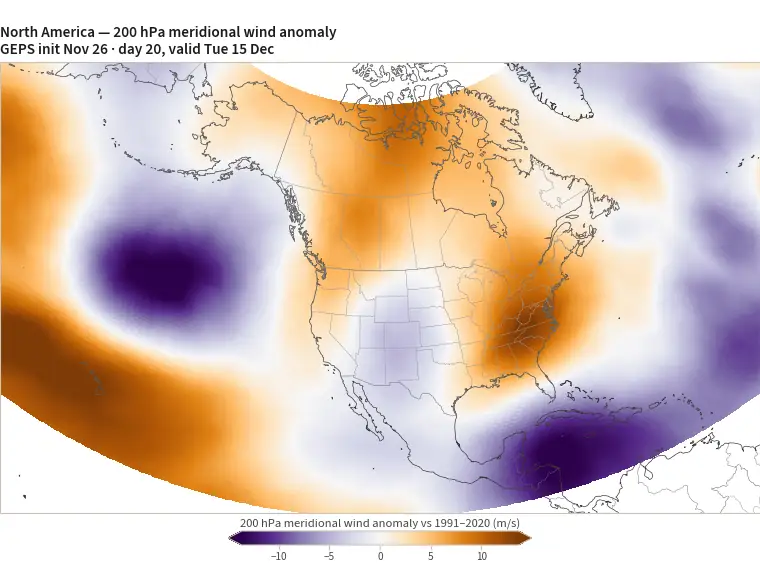 North America — 200 hPa meridional wind anomaly
GEPS init Nov 26 · day 20, valid Tue 15 Dec
200 hPa meridional wind anomaly vs 1991–2020 (m/s)
−10 −5 0 5 10